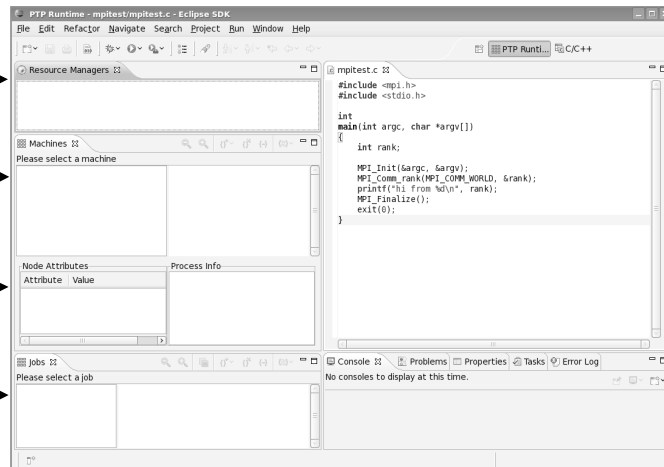 PTP Runtime - mpitest/mpitest.c - Eclipse SDK
File Edit Refactor Navigate Search Project Run Window Help
PTP Runti... C/C++
Resource Managers
Machines
Please select a machine
Node Attributes
Attribute Value
Process Info
Jobs
Please select a job
mpitest.c
#include <mpi.h>
#include <stdio.h>
int
main(int argc, char *argv[])
{
int rank;
MPI_Init(&argc, &argv);
MPI_Comm_rank(MPI_COMM_WORLD, &rank);
printf("hi from %d\n", rank);
MPI_Finalize();
exit(0);
}
Console Problems Properties Tasks Error Log
No consoles to display at this time.